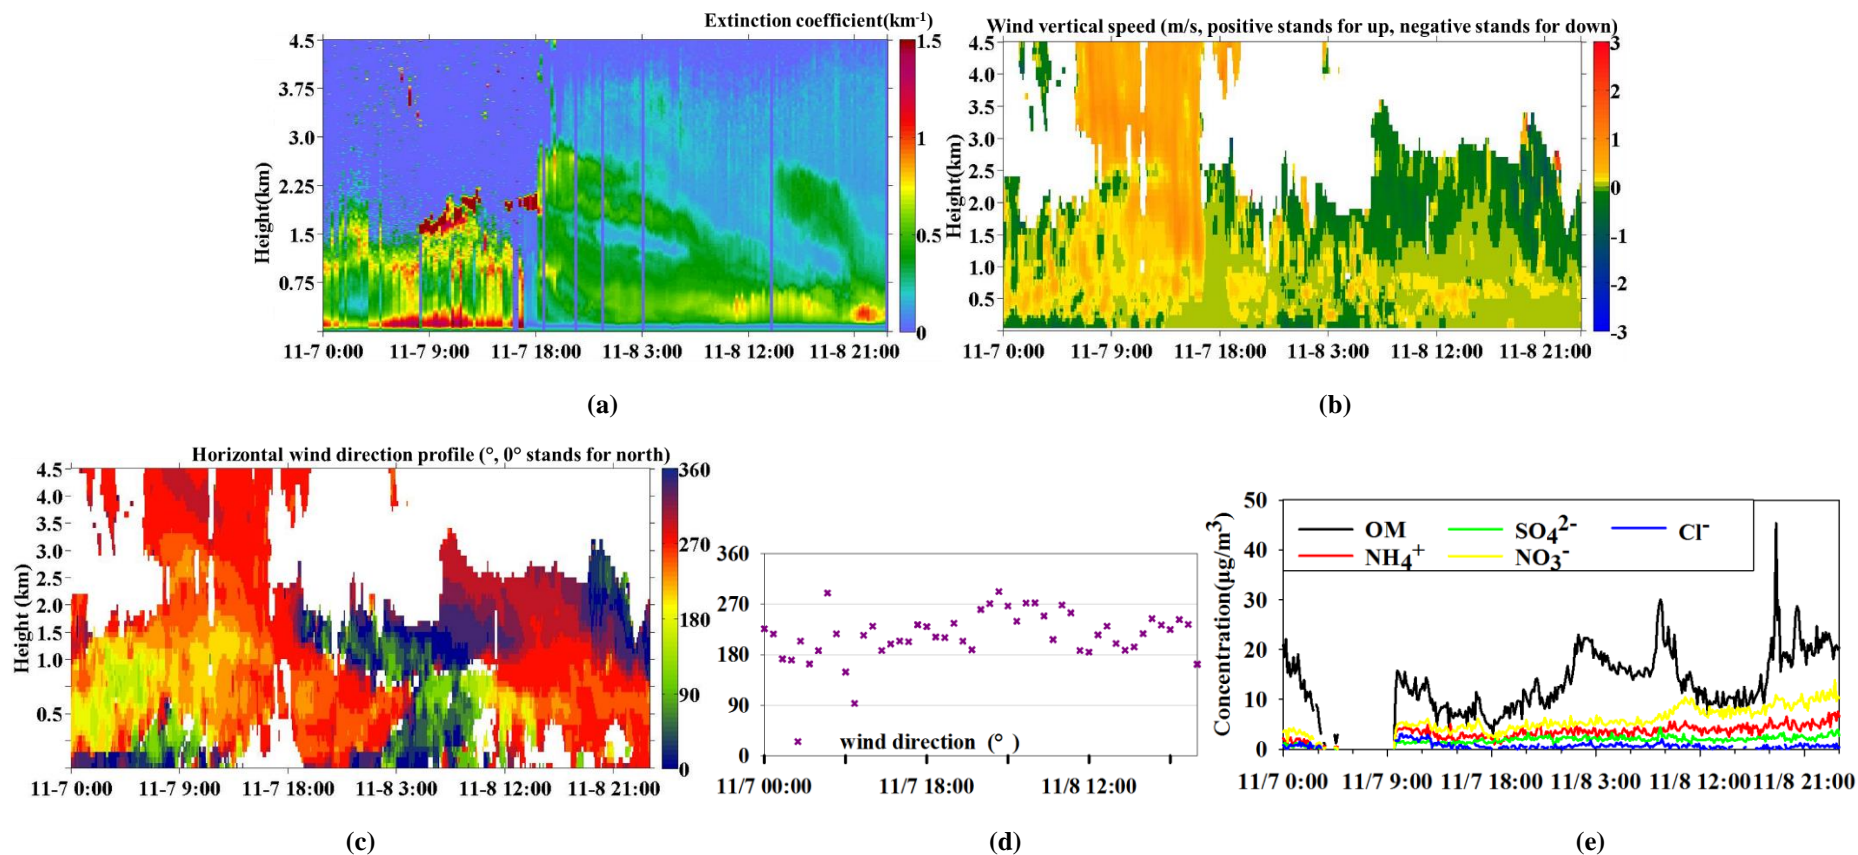 Extinction coefficient(km-1)
4.5
3.75
3.0
2.25
1.5
0.75
Height(km)
1.5
1
0.5
0
11-7 0:00 11-7 9:00 11-7 18:00 11-8 3:00 11-8 12:00 11-8 21:00
(a)
Wind vertical speed (m/s, positive stands for up, negative stands for down)
4.5
4.0
3.5
3.0
2.5
2.0
1.5
1.0
0.5
Height(km)
3
2
1
0
-1
-2
-3
11-7 0:00 11-7 9:00 11-7 18:00 11-8 3:00 11-8 12:00 11-8 21:00
(b)
Horizontal wind direction profile (°, 0° stands for north)
4.5
4.0
3.5
3.0
2.5
2.0
1.5
1.0
0.5
Height (km)
360
270
180
90
0
11-7 0:00 11-7 9:00 11-7 18:00 11-8 3:00 11-8 12:00 11-8 21:00
(c)
360
270
180
90
0
wind direction (°)
11/7 00:00 11/7 18:00 11/8 12:00
(d)
50
40
30
20
10
0
Concentration(μg/m³)
OM SO₄²⁻ Cl⁻
NH₄⁺ NO₃⁻
11/7 0:00 11/7 9:00 11/7 18:00 11/8 3:00 11/8 12:00 11/8 21:00
(e)